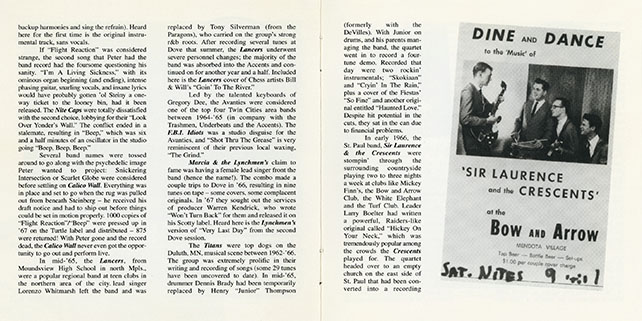 backup harmonies and sing the refrain). Heard
here for the first time is the original instru-
mental track, sans vocals.
If "Flight Reaction" was considered
strange, the second song that Peter had the
band record had the foursome questioning his
sanity. "I'm A Living Sickness," with its
ominous organ beginning (and ending), intense
phasing guitar, snarling vocals, and insane lyrics
would have probably gotten 'ol Steiny a one-
way ticket to the looney bin, had it been
released. The Nite Caps were totally dissatisfied
with the second choice, lobbying for their "Look
Over Yonder's Wall." The conflict ended in a
stalemate, resulting in "Beep," which was six
and a half minutes of an oscillator in the studio
going "Beep, Beep, Beep."
Several band names were tossed
around to go along with the psychedelic image
Peter wanted to project: Snickering
Intersection or Scarlet Globe were considered
before settling on Calico Wall. Everything was
in place and set to go when the rug was pulled
out from beneath Steinberg – he received his
draft notice and had to ship out before things
could be set in motion properly. 1000 copies of
"Flight Reaction"/"Beep" were pressed up in
'67 on the Turtle label and distributed – 875
were returned! With Peter gone and the record
dead, the Calico Wall never even got the oppor-
tunity to go out and perform live.
In mid-'65, the Lancers, from
Moundsview High School in north Mpls.,
were a popular regional band at teen clubs in
the northern area of the city. lead singer
Lorenzo Whitmarsh left the band and was
replaced by Tony Silverman (from the
Paragons), who carried on the group's strong
r&b roots. After recording several tunes at
Dove that summer, the Lancers underwent
severe personnel changes; the majority of the
band was absorbed into the Accents and con-
tinued on for another year and a half. Included
here is the Lancers cover of Chess artists Bill
& Will's "Goin' To The River."
Led by the talented keyboards of
Gregory Dee, the Avanties were considered
one of the top four Twin Cities area bands
between 1964-'65 (in company with the
Trashmen, Underbeats and the Accents). The
F.B.I. Idiots was a studio disguise for the
Avanties, and "Shot Thru The Grease" is very
reminiscent of their previous local waxing,
"The Grind."
Marcia & the Lynchmen's claim to
fame was having a female lead singer front the
band (hence the name!). The combo made a
couple trips to Dove in '66, resulting in nine
tunes on tape – some covers, some complacent
originals. In '67 they sought out the services
of producer Warren Kendrick, who wrote
"Won't Turn Back" for them and released it on
his Scotty label. Heard here is the Lynchmen's
version of "Very Last Day" from the second
Dove session.
The Titans were top dogs on the
Duluth, MN, musical scene between 1962-'66.
The group was extremely prolific in their
writing and recording of songs (some 29 tunes
have been uncovered to date). In mid-'65,
drummer Dennis Brady had been temporarily
replaced by Henry "Junior" Thompson
(formerly with the
DeVilles). With Junior on
drums, and his parents man-
aging the band, the quartet
went in to record a four-
tune demo. Recorded that
day were two rockin'
instrumentals; "Skokiaan"
and "Cryin' In The Rain,"
plus a cover of the Fiestas'
"So Fine" and another origi-
nal entitled "Haunted Love."
Despite hit potential in the
cuts, they sat in the can due
to financial problems.
In early 1966, the
St. Paul band, Sir Laurence
& the Crescents were
stompin' through the
surrounding countryside
playing two to three nights
a week at clubs like Mickey
Finn's, the Bow and Arrow
Club, the White Elephant
and the Turf Club. Leader
Larry Boelter had written
a powerful, Raiders-like
original called "Hickey On
Your Neck," which was
tremendously popular among
the crowds the Crescents
played for. The quartet
headed over to an empty
church on the east side of
St. Paul that had been con-
verted into a recording
DINE AND DANCE
to the 'Music' of
'SIR LAURENCE
and the CRESCENTS'
at the
BOW AND ARROW
MENDOTA VILLAGE
Tap Beer — Bottle Beer — Set-ups
$1.00 per couple cover charge
SAT. NITES 9